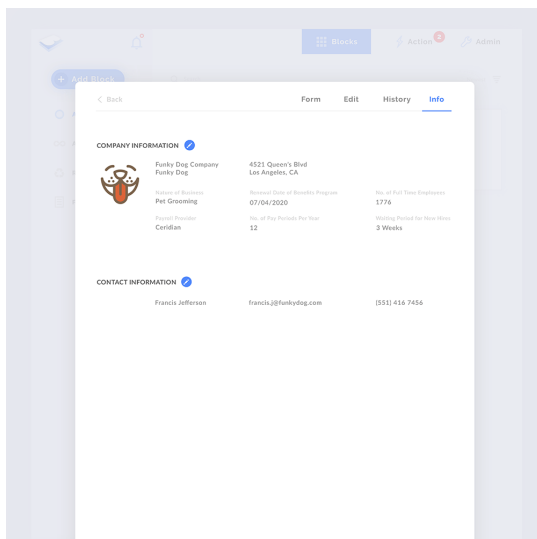 Blocks
Action
2
Admin
+ Add Block
Back
Form
Edit
History
Info
COMPANY INFORMATION
Funky Dog Company
Funky Dog
4521 Queen's Blvd
Los Angeles, CA
Nature of Business
Pet Grooming
Renewal Date of Benefits Program
07/04/2020
No. of Full Time Employees
1776
Payroll Provider
Ceridian
No. of Pay Periods Per Year
12
Waiting Period for New Hires
3 Weeks
CONTACT INFORMATION
Francis Jefferson
francis.j@funkydog.com
(551) 416 7456